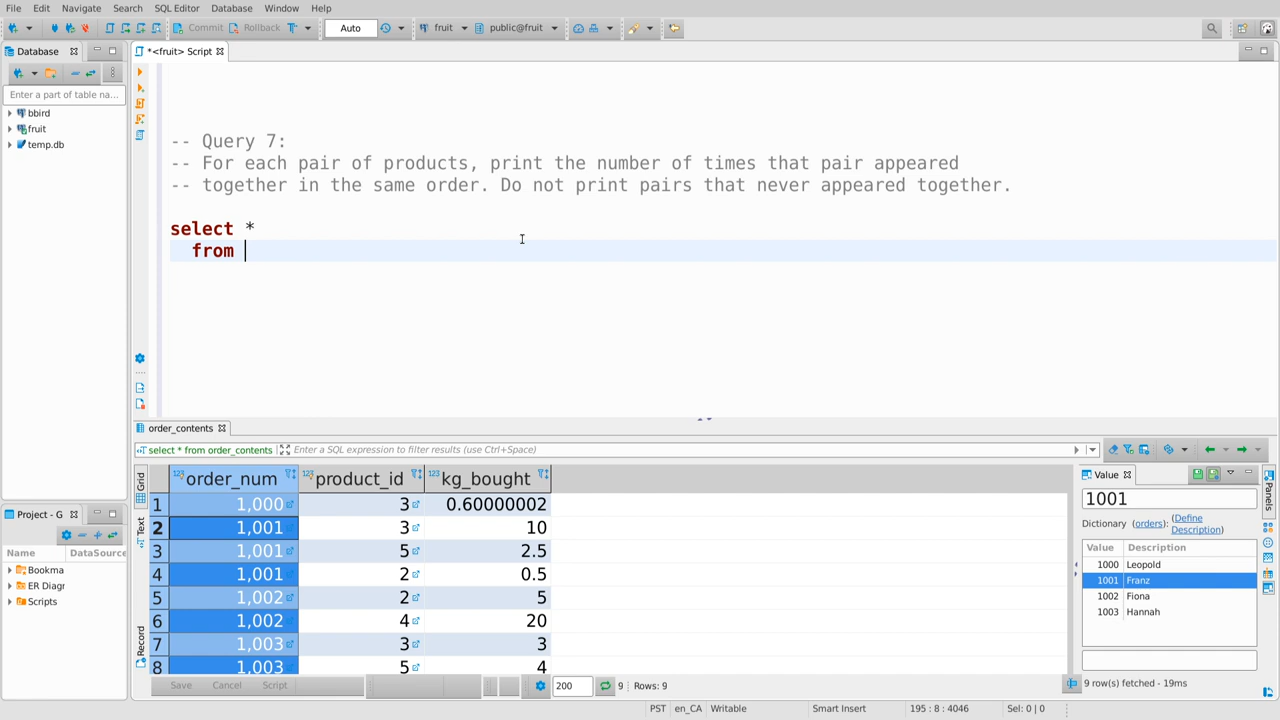 File Edit Navigate Search SQL Editor Database Window Help
Commit Rollback Auto fruit public@fruit
Database
*<fruit> Script
Enter a part of table na...
bbird
fruit
temp.db
-- Query 7:
-- For each pair of products, print the number of times that pair appeared
-- together in the same order. Do not print pairs that never appeared together.
select *
from
order_contents
select * from order_contents Enter a SQL expression to filter results (use Ctrl+Space)
Grid
Text
Record
order_num product_id kg_bought
1 1,000 3 0.60000002
2 1,001 3 10
3 1,001 5 2.5
4 1,001 2 0.5
5 1,002 2 5
6 1,002 4 20
7 1,003 3 3
8 1,003 5 4
Value
1001
Dictionary (orders): (Define
Description)
Value Description
1000 Leopold
1001 Franz
1002 Fiona
1003 Hannah
Panels
Project - G
Name DataSource
Bookma
ER Diagr
Scripts
Save Cancel Script 200 9 Rows: 9
9 row(s) fetched - 19ms
PST en_CA Writable Smart Insert 195 : 8 : 4046 Sel: 0 | 0